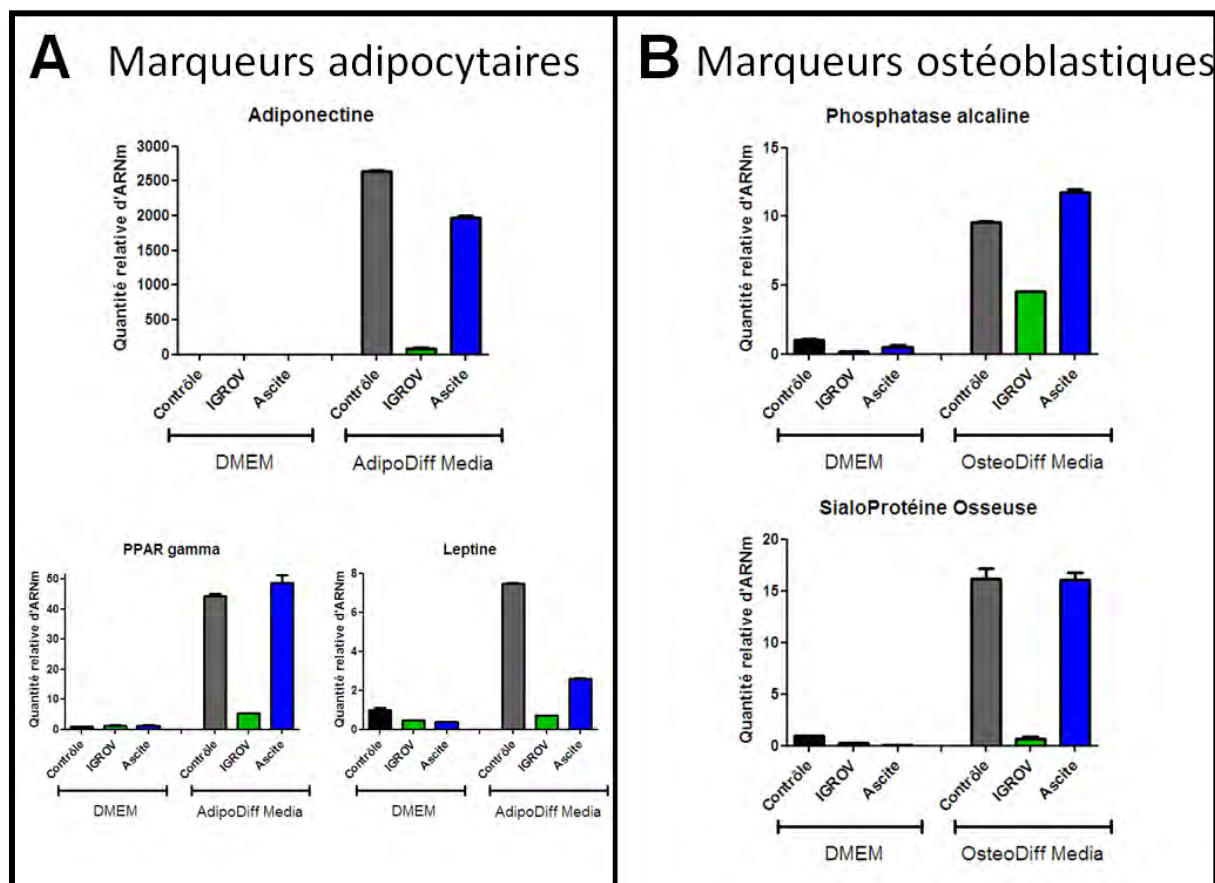 A Marqueurs adipocytaires
Adiponectine
Quantité relative d'ARNm
3000
2500
2000
1500
1000
500
0
Contrôle
IGROV
Ascite
Contrôle
IGROV
Ascite
DMEM
AdipoDiff Media
PPAR gamma
Quantité relative d'ARNm
50
40
30
20
10
0
Contrôle
IGROV
Ascite
Contrôle
IGROV
Ascite
DMEM
AdipoDiff Media
Leptine
Quantité relative d'ARNm
8
6
4
2
0
Contrôle
IGROV
Ascite
Contrôle
IGROV
Ascite
DMEM
AdipoDiff Media
B Marqueurs ostéoblastiques
Phosphatase alcaline
Quantité relative d'ARNm
15
10
5
0
Contrôle
IGROV
Ascite
Contrôle
IGROV
Ascite
DMEM
OsteoDiff Media
SialoProtéine Osseuse
Quantité relative d'ARNm
20
15
10
5
0
Contrôle
IGROV
Ascite
Contrôle
IGROV
Ascite
DMEM
OsteoDiff Media